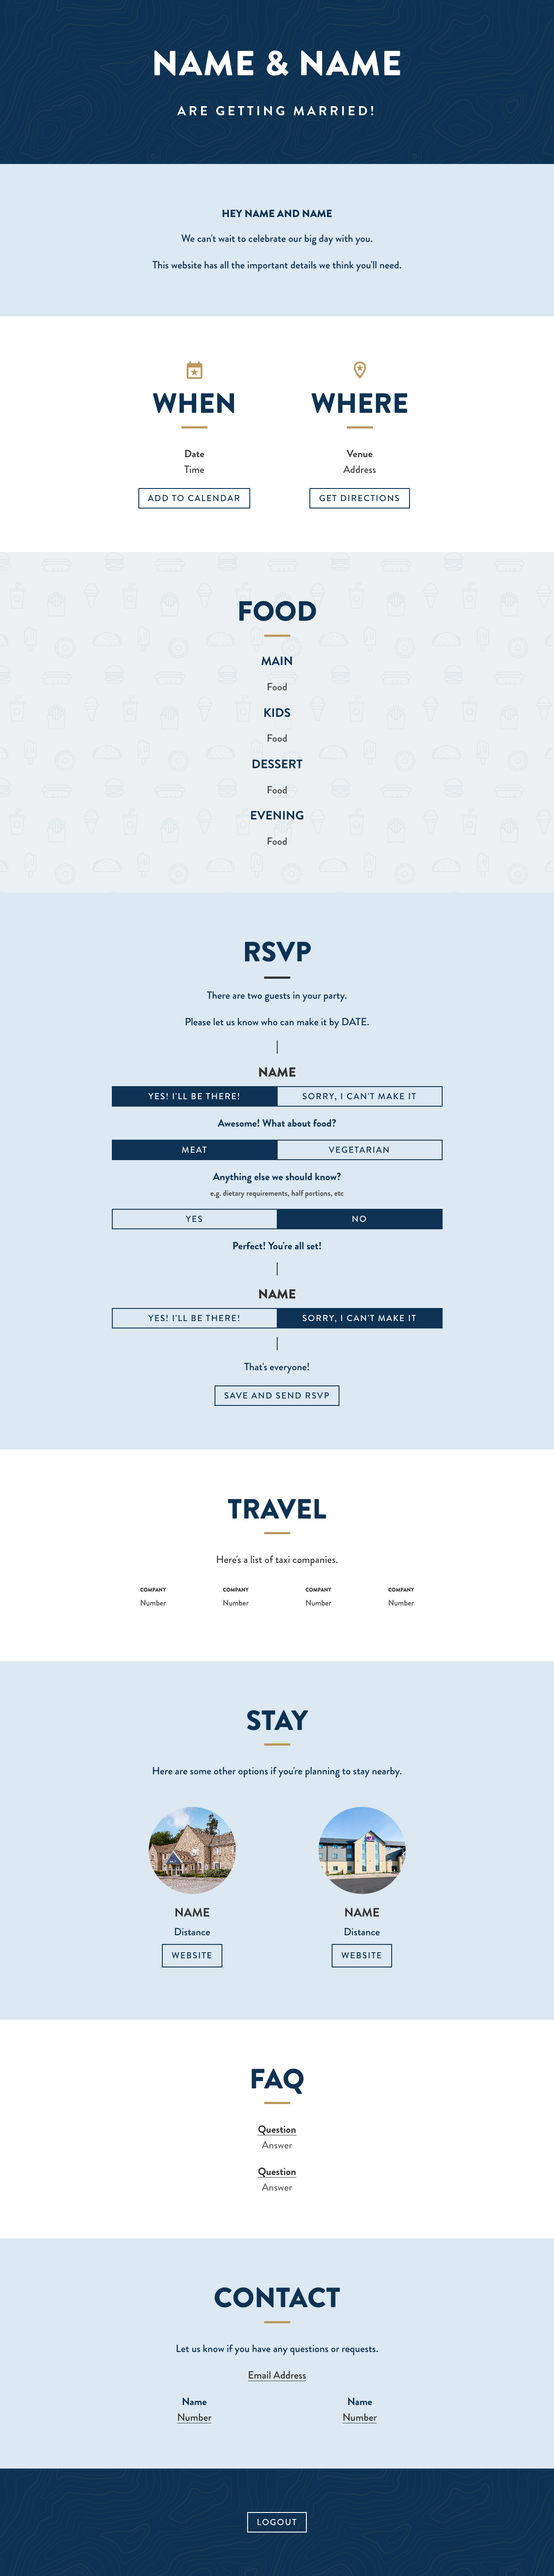 NAME & NAME
ARE GETTING MARRIED!
HEY NAME AND NAME
We can't wait to celebrate our big day with you.
This website has all the important details we think you'll need.
WHEN
Date
Time
ADD TO CALENDAR
WHERE
Venue
Address
GET DIRECTIONS
FOOD
MAIN
Food
KIDS
Food
DESSERT
Food
EVENING
Food
RSVP
There are two guests in your party.
Please let us know who can make it by DATE.
NAME
YES! I'LL BE THERE!
SORRY, I CAN'T MAKE IT
Awesome! What about food?
MEAT
VEGETARIAN
Anything else we should know?
e.g. dietary requirements, half portions, etc
YES
NO
Perfect! You're all set!
NAME
YES! I'LL BE THERE!
SORRY, I CAN'T MAKE IT
That's everyone!
SAVE AND SEND RSVP
TRAVEL
Here's a list of taxi companies.
COMPANY
Number
COMPANY
Number
COMPANY
Number
COMPANY
Number
STAY
Here are some other options if you're planning to stay nearby.
NAME
Distance
WEBSITE
NAME
Distance
WEBSITE
FAQ
Question
Answer
Question
Answer
CONTACT
Let us know if you have any questions or requests.
Email Address
Name
Number
Name
Number
LOGOUT